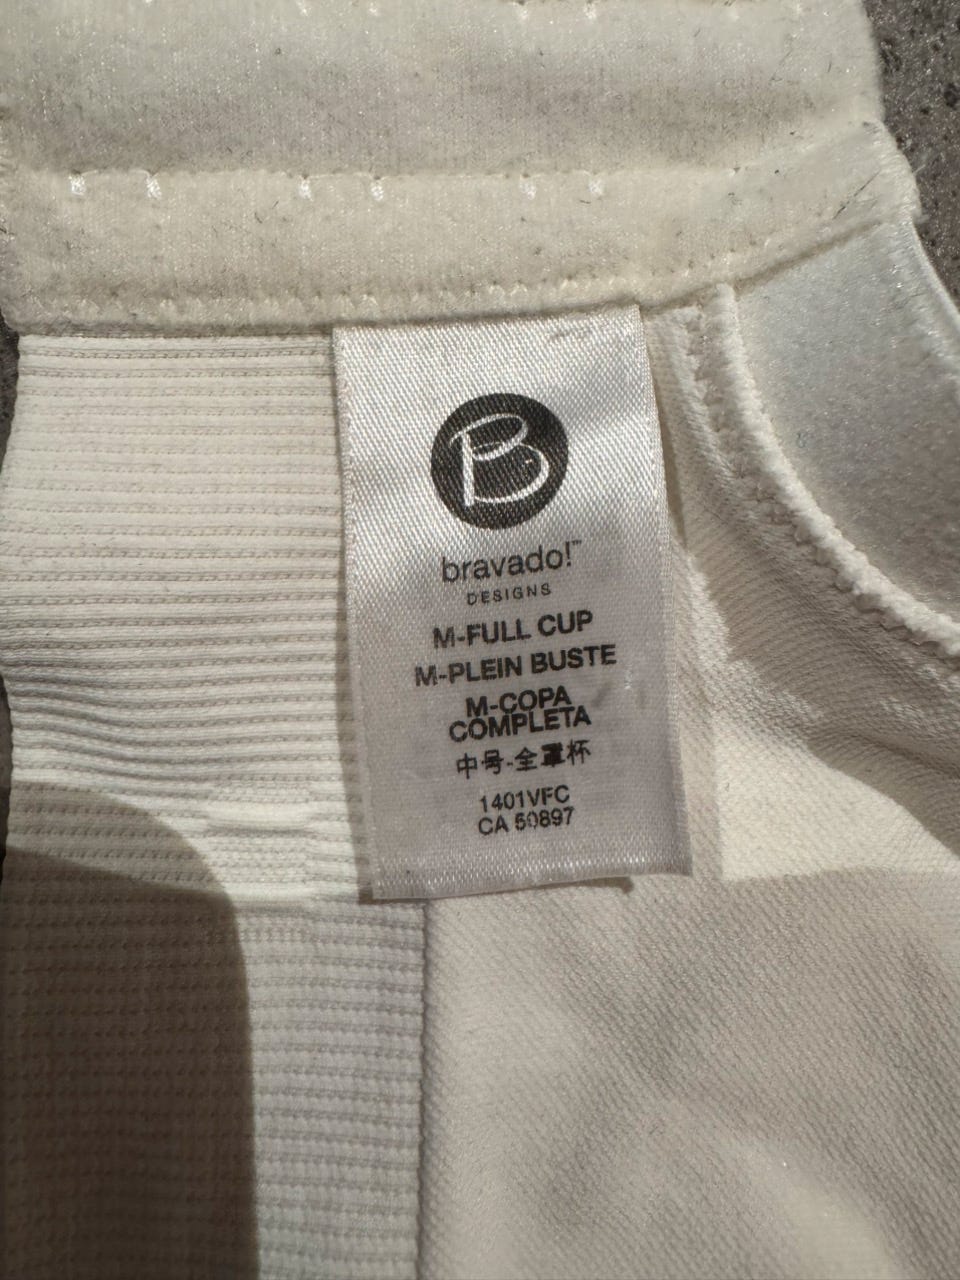 B
bravado!™
DESIGNS
M-FULL CUP
M-PLEIN BUSTE
M-COPA
COMPLETA
中号-全罩杯
1401VFC
CA 50897